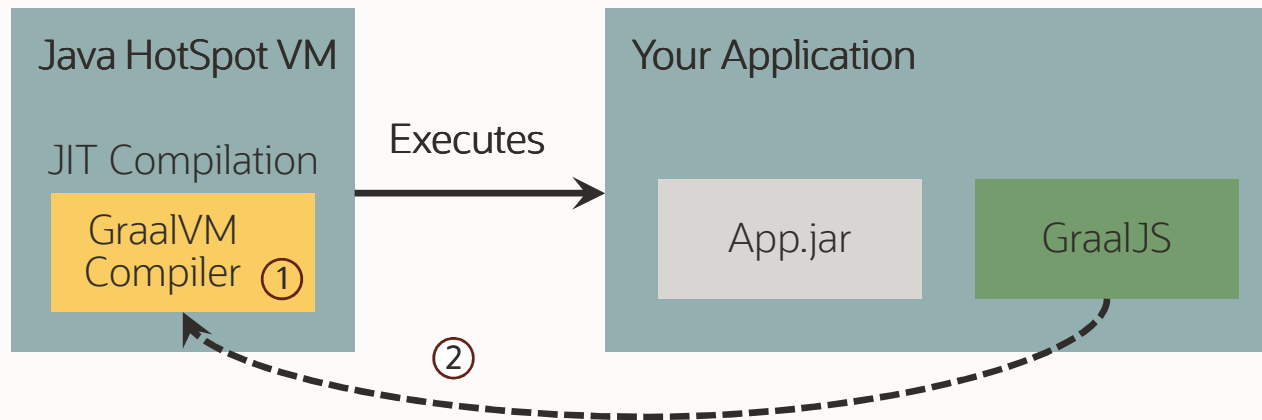 Java HotSpot VM
JIT Compilation
GraalVM
Compiler
1
Executes
Your Application
App.jar
GraalJS
2